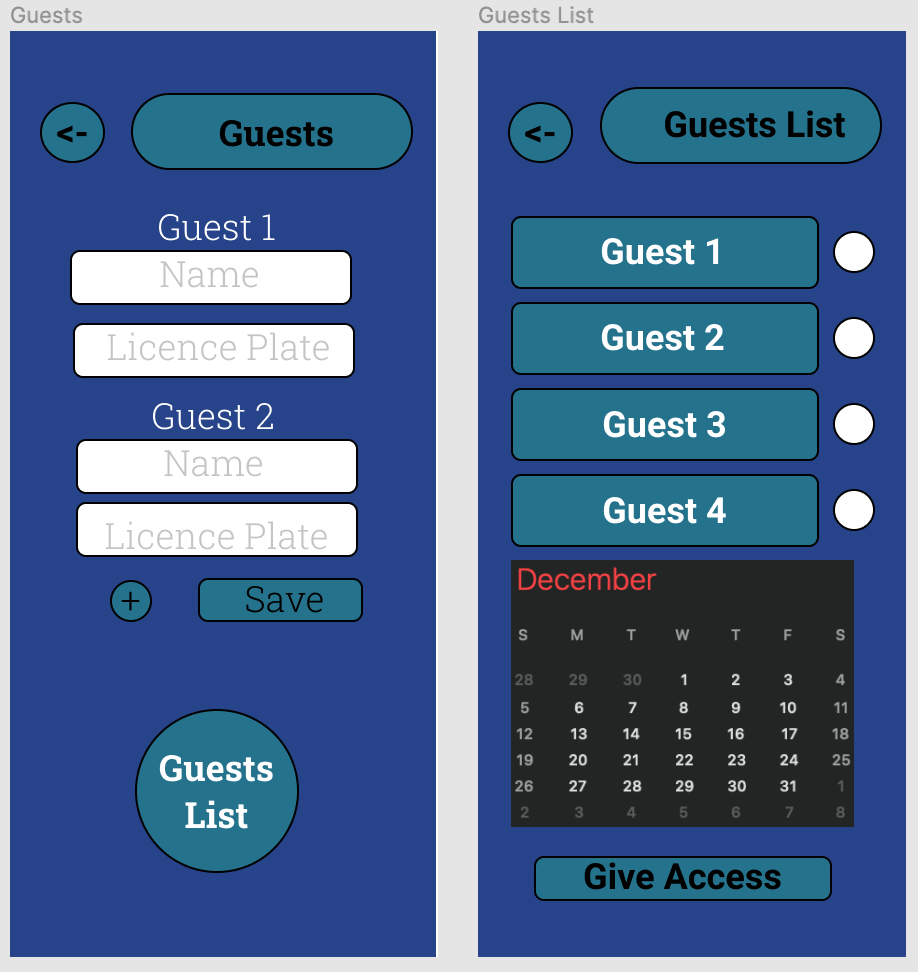 Guests
<-
Guests
Guest 1
Name
Licence Plate
Guest 2
Name
Licence Plate
+
Save
Guests
List
Guests List
<-
Guests List
Guest 1
Guest 2
Guest 3
Guest 4
December
S M T W T F S
28 29 30 1 2 3 4
5 6 7 8 9 10 11
12 13 14 15 16 17 18
19 20 21 22 23 24 25
26 27 28 29 30 31 1
2 3 4 5 6 7 8
Give Access